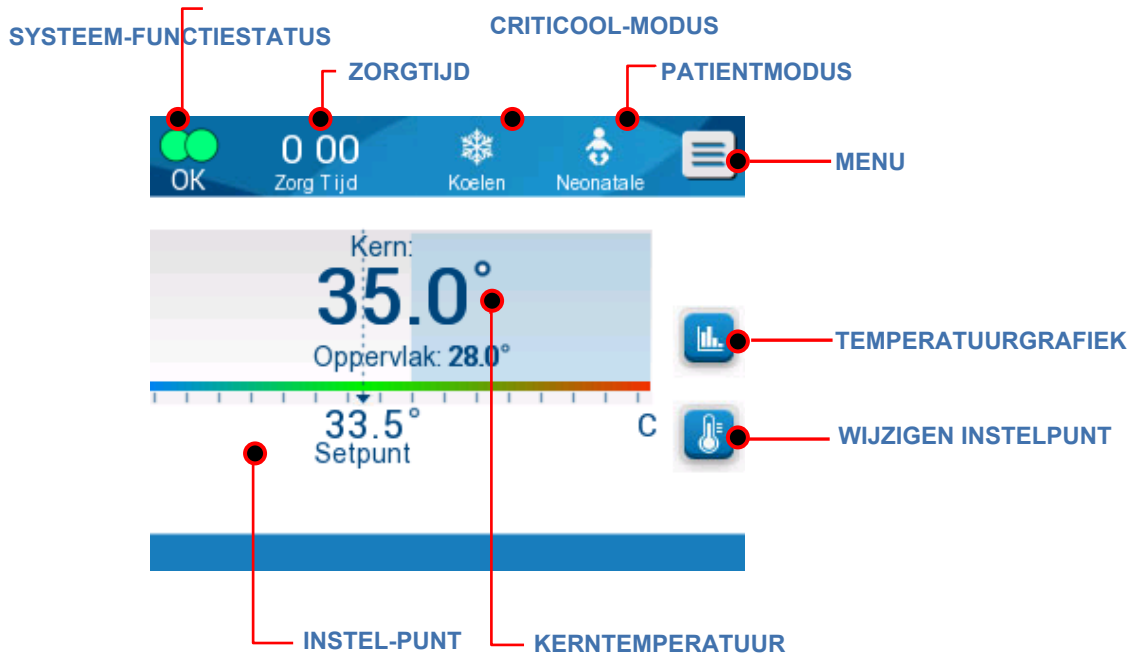 CRITICOOL-MODUS
SYSTEEM-FUNCTIESTATUS
ZORGTIJD
PATIENTMODUS
OK
0 00
Zorg Tijd
Koelen
Neonatale
MENU
Kern:
35.0°
Oppervlak: 28.0°
TEMPERATUURGRAFIEK
33.5°
Setpunt
C
WIJZIGEN INSTELPUNT
INSTEL-PUNT
KERNTEMPERATUUR